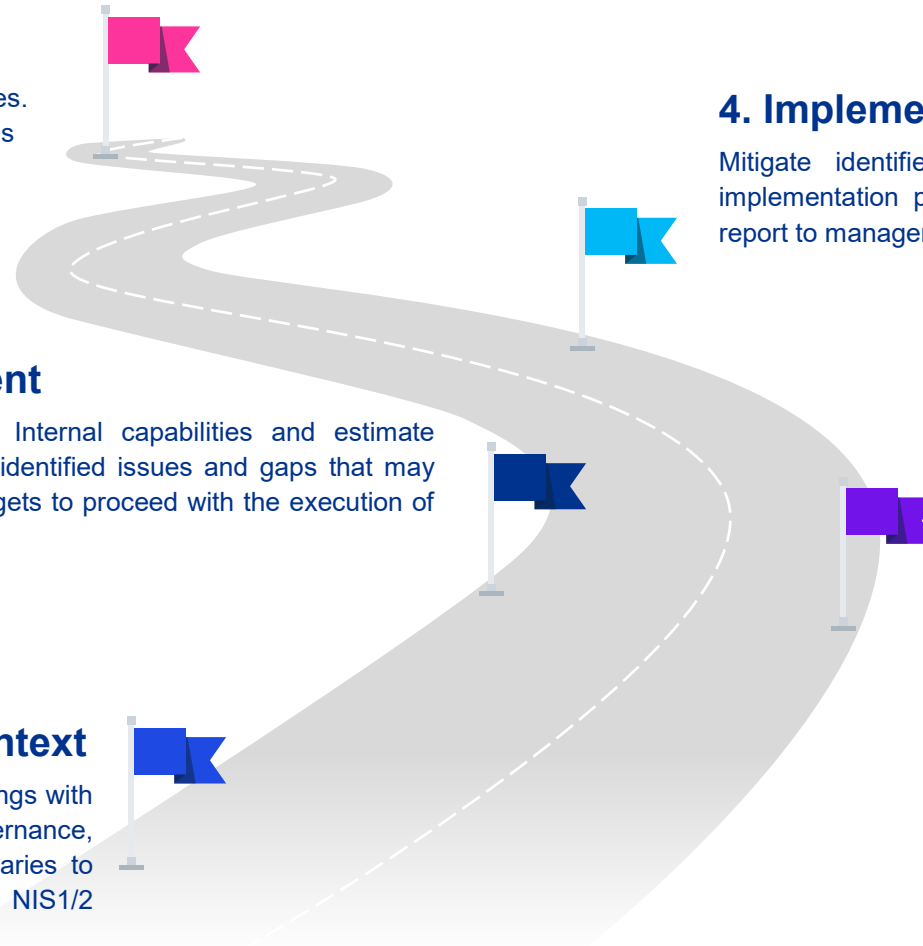 es.
s
4. Impleme
Mitigate identifie
implementation p
report to manager
ent
Internal capabilities and estimate
identified issues and gaps that may
gets to proceed with the execution of
ntext
ngs with
ernance,
aries to
NIS1/2